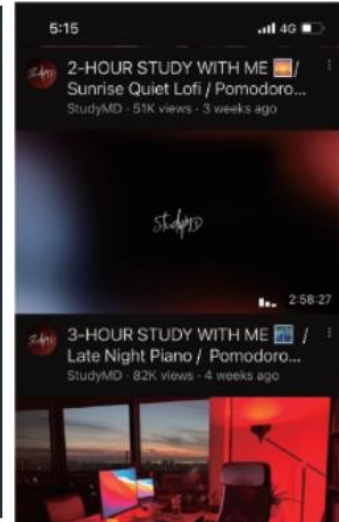 5:15 4G
2-HOUR STUDY WITH ME 🌅/
Sunrise Quiet Lofi / Pomodoro...
StudyMD · 51K views · 3 weeks ago
StudyMD
2:58:27
3-HOUR STUDY WITH ME 🌃 /
Late Night Piano / Pomodoro...
StudyMD · 82K views · 4 weeks ago